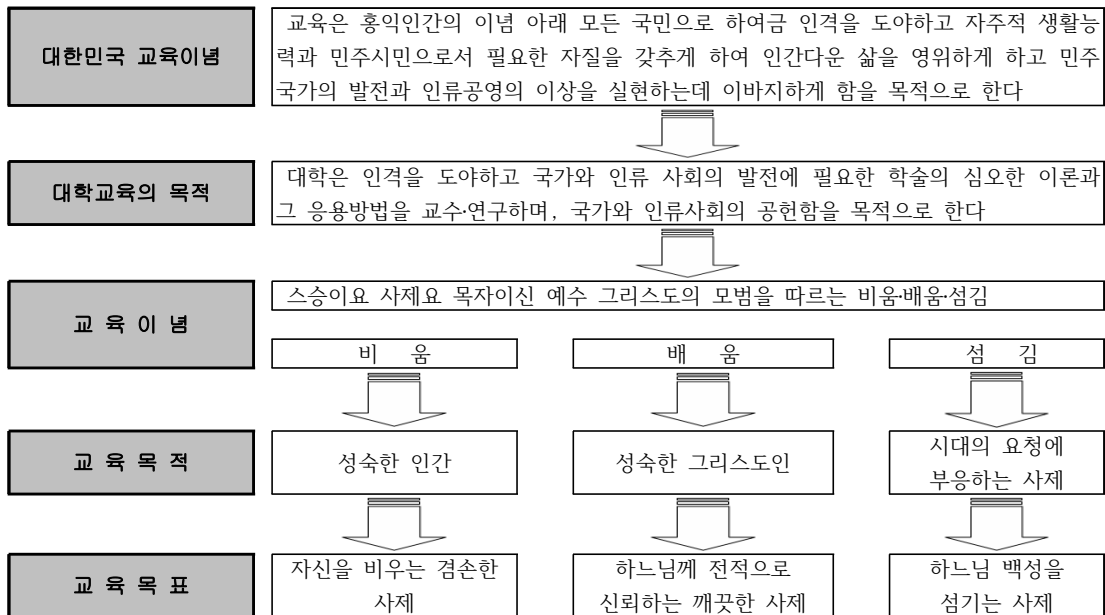 대한민국 교육이념
교육은 홍익인간의 이념 아래 모든 국민으로 하여금 인격을 도야하고 자주적 생활능
력과 민주시민으로서 필요한 자질을 갖추게 하여 인간다운 삶을 영위하게 하고 민주
국가의 발전과 인류공영의 이상을 실현하는데 이바지하게 함을 목적으로 한다
대학교육의 목적
대학은 인격을 도야하고 국가와 인류 사회의 발전에 필요한 학술의 심오한 이론과
그 응용방법을 교수·연구하며, 국가와 인류사회의 공헌함을 목적으로 한다
교 육 이 념
스승이요 사제요 목자이신 예수 그리스도의 모범을 따르는 비움·배움·섬김
비 움
배 움
섬 김
교 육 목 적
성숙한 인간
성숙한 그리스도인
시대의 요청에
부응하는 사제
교 육 목 표
자신을 비우는 겸손한
사제
하느님께 전적으로
신뢰하는 깨끗한 사제
하느님 백성을
섬기는 사제